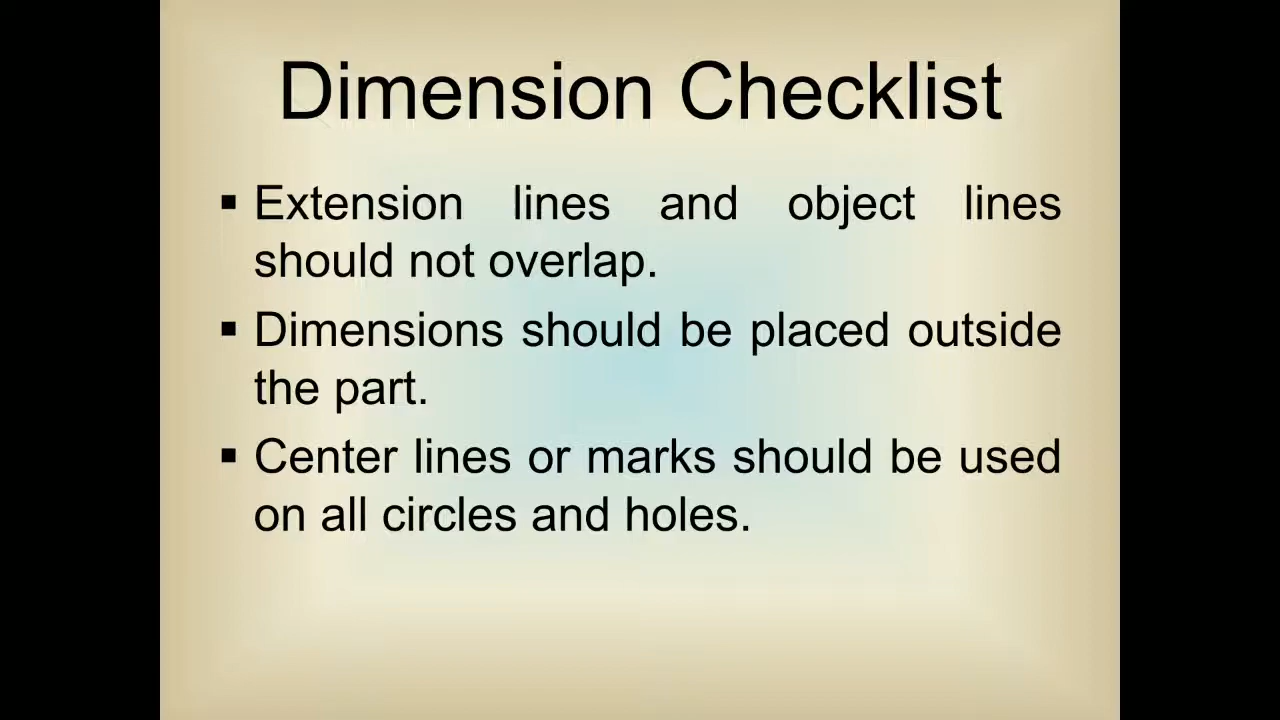 Dimension Checklist
▪ Extension lines and object lines
should not overlap.
▪ Dimensions should be placed outside
the part.
▪ Center lines or marks should be used
on all circles and holes.